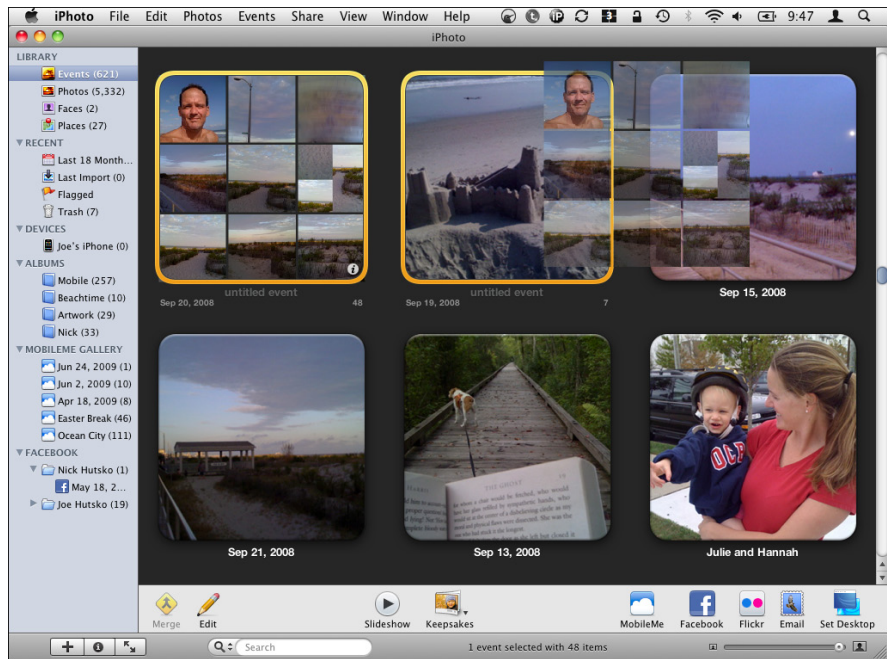 iPhoto File Edit Photos Events Share View Window Help 3 9:47
iPhoto
LIBRARY
Events (621)
Photos (5,332)
Faces (2)
Places (27)
RECENT
Last 18 Month...
Last Import (0)
Flagged
Trash (7)
DEVICES
Joe's iPhone (0)
ALBUMS
Mobile (257)
Beachtime (10)
Artwork (29)
Nick (33)
MOBILEME GALLERY
Jun 24, 2009 (1)
Jun 2, 2009 (10)
Apr 18, 2009 (8)
Easter Break (46)
Ocean City (111)
FACEBOOK
Nick Hutsko (1)
May 18, 2...
Joe Hutsko (19)
untitled event
Sep 20, 2008 48
untitled event
Sep 19, 2008 7
Sep 15, 2008
THE GHOST
OCR
Sep 21, 2008
Sep 13, 2008
Julie and Hannah
Merge Edit Slideshow Keepsakes MobileMe Facebook Flickr Email Set Desktop
Search
1 event selected with 48 items